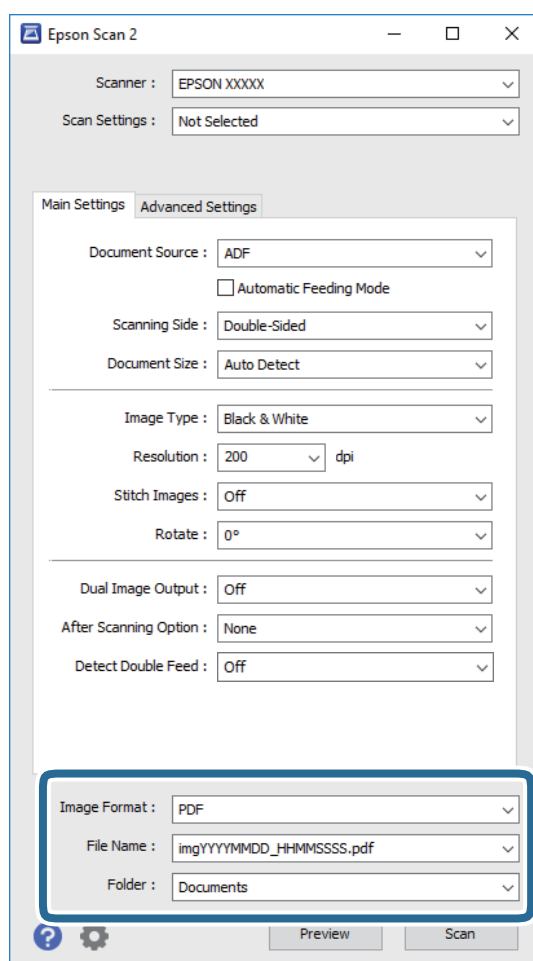 Epson Scan 2
Scanner : EPSON XXXXX
Scan Settings : Not Selected
Main Settings Advanced Settings
Document Source : ADF
Automatic Feeding Mode
Scanning Side : Double-Sided
Document Size : Auto Detect
Image Type : Black & White
Resolution : 200 dpi
Stitch Images : Off
Rotate : 0°
Dual Image Output : Off
After Scanning Option : None
Detect Double Feed : Off
Image Format : PDF
File Name : imgYYYYMMDD_HHMMSSSS.pdf
Folder : Documents
? Preview Scan